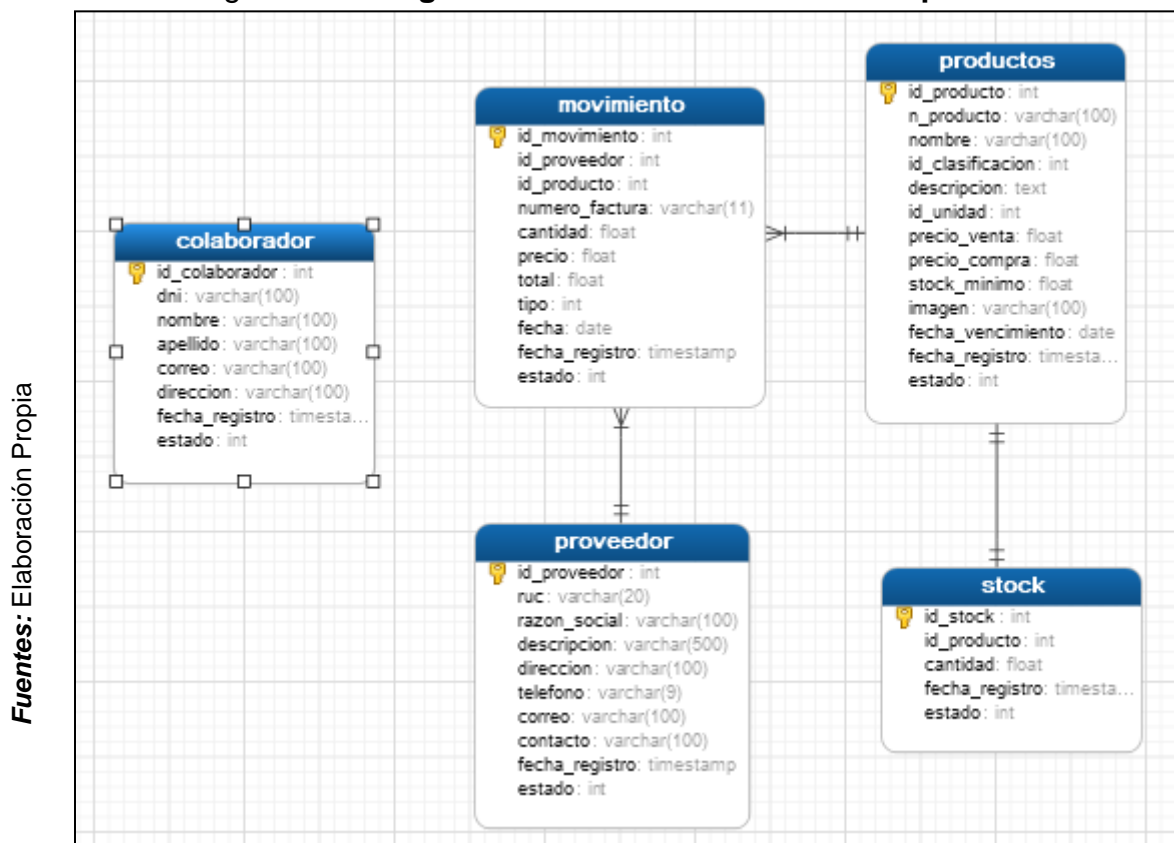 Fuentes: Elaboración Propia
colaborador
id_colaborador: int
dni: varchar(100)
nombre: varchar(100)
apellido: varchar(100)
correo: varchar(100)
direccion: varchar(100)
fecha_registro: timesta...
estado: int
movimiento
id_movimiento: int
id_proveedor: int
id_producto: int
numero_factura: varchar(11)
cantidad: float
precio: float
total: float
tipo: int
fecha: date
fecha_registro: timestamp
estado: int
productos
id_producto: int
n_producto: varchar(100)
nombre: varchar(100)
id_clasificacion: int
descripcion: text
id_unidad: int
precio_venta: float
precio_compra: float
stock_minimo: float
imagen: varchar(100)
fecha_vencimiento: date
fecha_registro: timesta...
estado: int
proveedor
id_proveedor: int
ruc: varchar(20)
razon_social: varchar(100)
descripcion: varchar(500)
direccion: varchar(100)
telefono: varchar(9)
correo: varchar(100)
contacto: varchar(100)
fecha_registro: timestamp
estado: int
stock
id_stock: int
id_producto: int
cantidad: float
fecha_registro: timesta...
estado: int